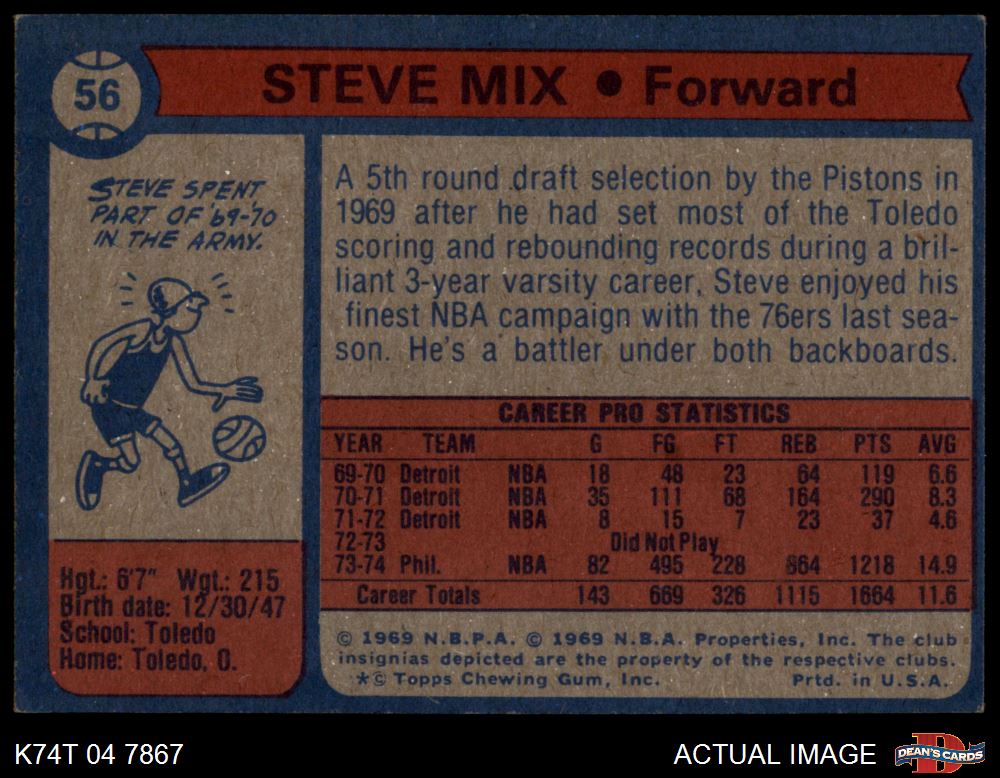 56
STEVE MIX • Forward
STEVE SPENT
PART OF '69-70
IN THE ARMY.
A 5th round draft selection by the Pistons in
1969 after he had set most of the Toledo
scoring and rebounding records during a bril-
liant 3-year varsity career, Steve enjoyed his
finest NBA campaign with the 76ers last sea-
son. He's a battler under both backboards.
CAREER PRO STATISTICS
YEAR TEAM G FG FT REB PTS AVG
69-70 Detroit NBA 18 48 23 64 119 6.6
70-71 Detroit NBA 35 111 68 164 290 8.3
71-72 Detroit NBA 8 15 7 23 37 4.6
72-73 Did Not Play
73-74 Phil. NBA 82 495 228 864 1218 14.9
Career Totals 143 669 326 1115 1664 11.6
Hgt.: 6'7" Wgt.: 215
Birth date: 12/30/47
School: Toledo
Home: Toledo, O.
© 1969 N.B.P.A. © 1969 N.B.A. Properties, Inc. The club
insignias depicted are the property of the respective clubs.
*© Topps Chewing Gum, Inc. Prtd. in U.S.A.
K74T 04 7867
ACTUAL IMAGE
D
DEAN'S CARDS